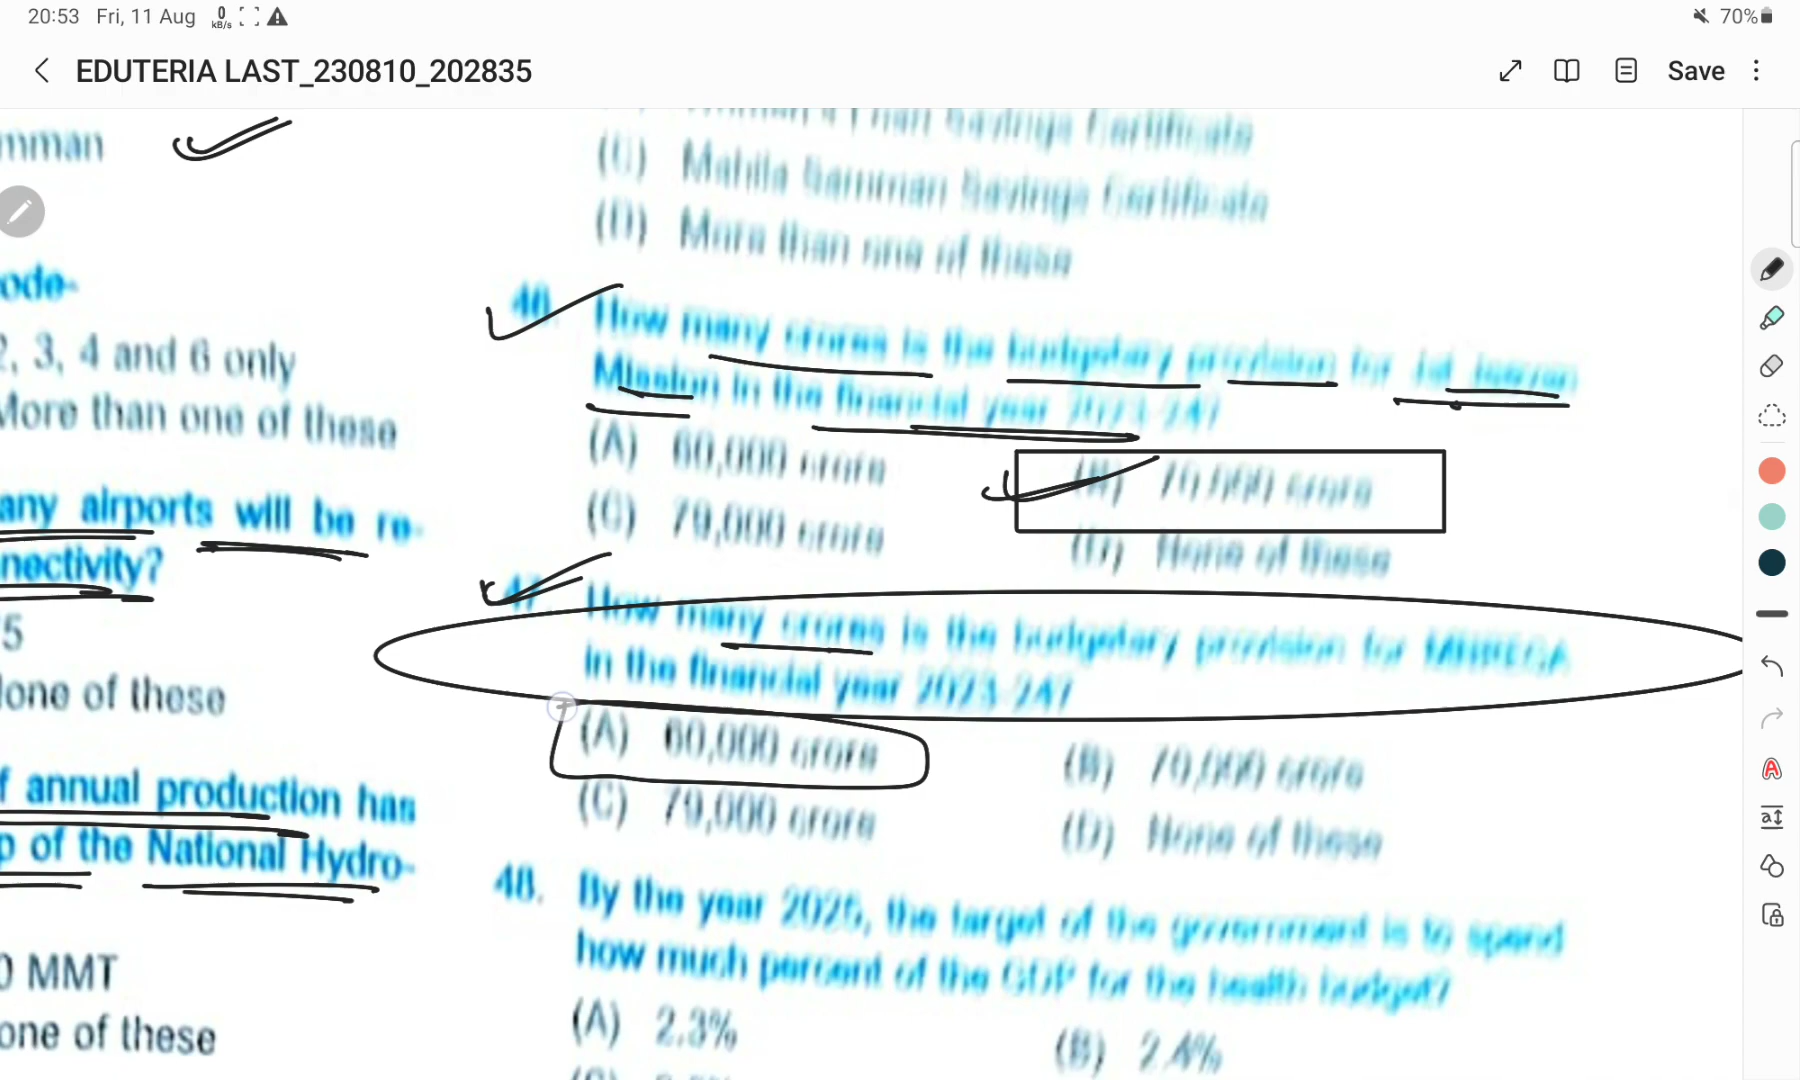 20:53 Fri, 11 Aug 0 kB/s 70%
EDUTERIA LAST_230810_202835 Save
mman
ode-
2, 3, 4 and 6 only
More than one of these
any airports will be re-
nectivity?
75
None of these
f annual production has
p of the National Hydro-
0 MMT
one of these
Savings Certificate
(C) Mahila Samman Savings Certificate
(D) More than one of these
46. How many crores is the budgetary provision for Jal Jeevan
Mission in the financial year 2023-24?
(A) 60,000 crore (B) 70,000 crore
(C) 79,000 crore (D) None of these
47. How many crores is the budgetary provision for MNREGA
in the financial year 2023-24?
(A) 60,000 crore (B) 70,000 crore
(C) 79,000 crore (D) None of these
48. By the year 2025, the target of the government is to spend
how much percent of the GDP for the health budget?
(A) 2.3% (B) 2.4%